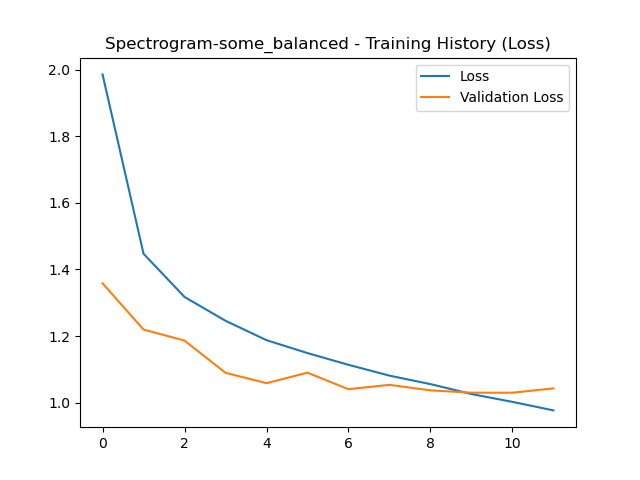 Spectrogram-some_balanced - Training History (Loss)
Loss
Validation Loss
2.0
1.8
1.6
1.4
1.2
1.0
0 2 4 6 8 10